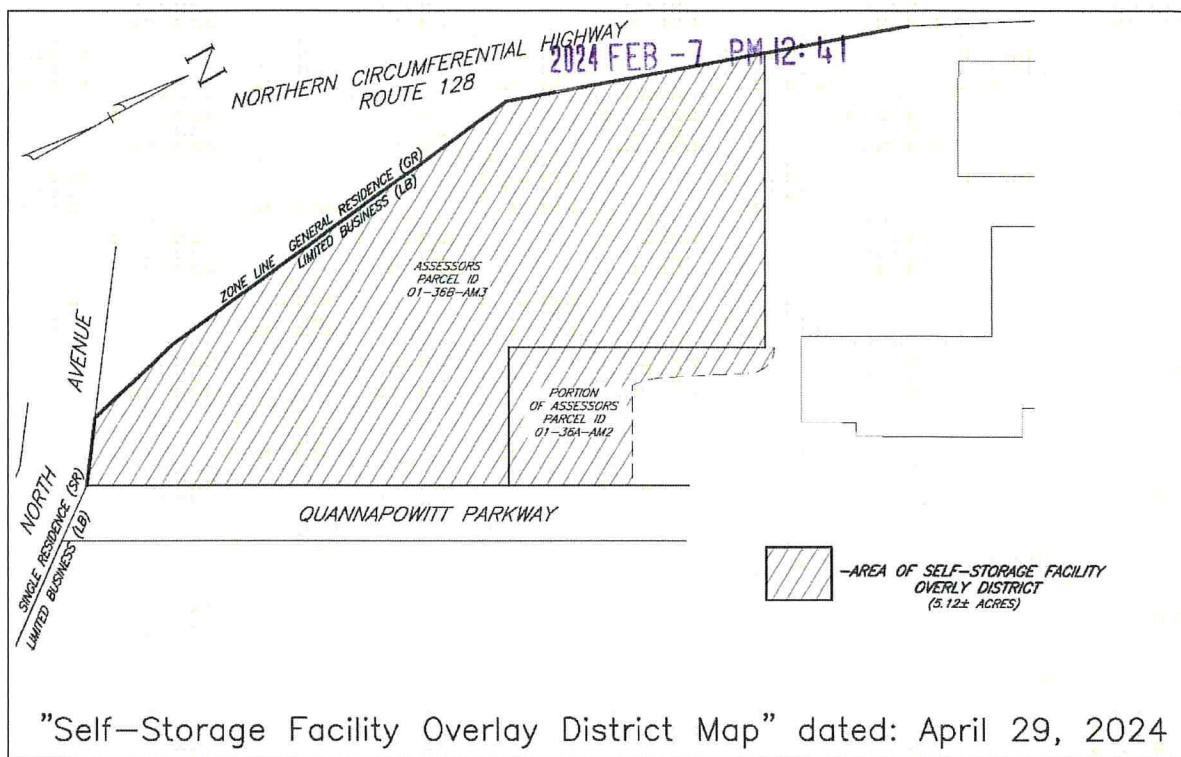 N
NORTHERN CIRCUMFERENTIAL HIGHWAY
ROUTE 128
2024 FEB -7 PM 12:41
ZONE LINE GENERAL RESIDENCE (GR)
LIMITED BUSINESS (LB)
ASSESSORS
PARCEL ID
01-36B-AM3
NORTH AVENUE
PORTION
OF ASSESSORS
PARCEL ID
01-36A-AM2
SINGLE RESIDENCE (SR)
LIMITED BUSINESS (LB)
QUANNAPOWITT PARKWAY
-AREA OF SELF-STORAGE FACILITY
OVERLY DISTRICT
(5.12± ACRES)
"Self-Storage Facility Overlay District Map" dated: April 29, 2024